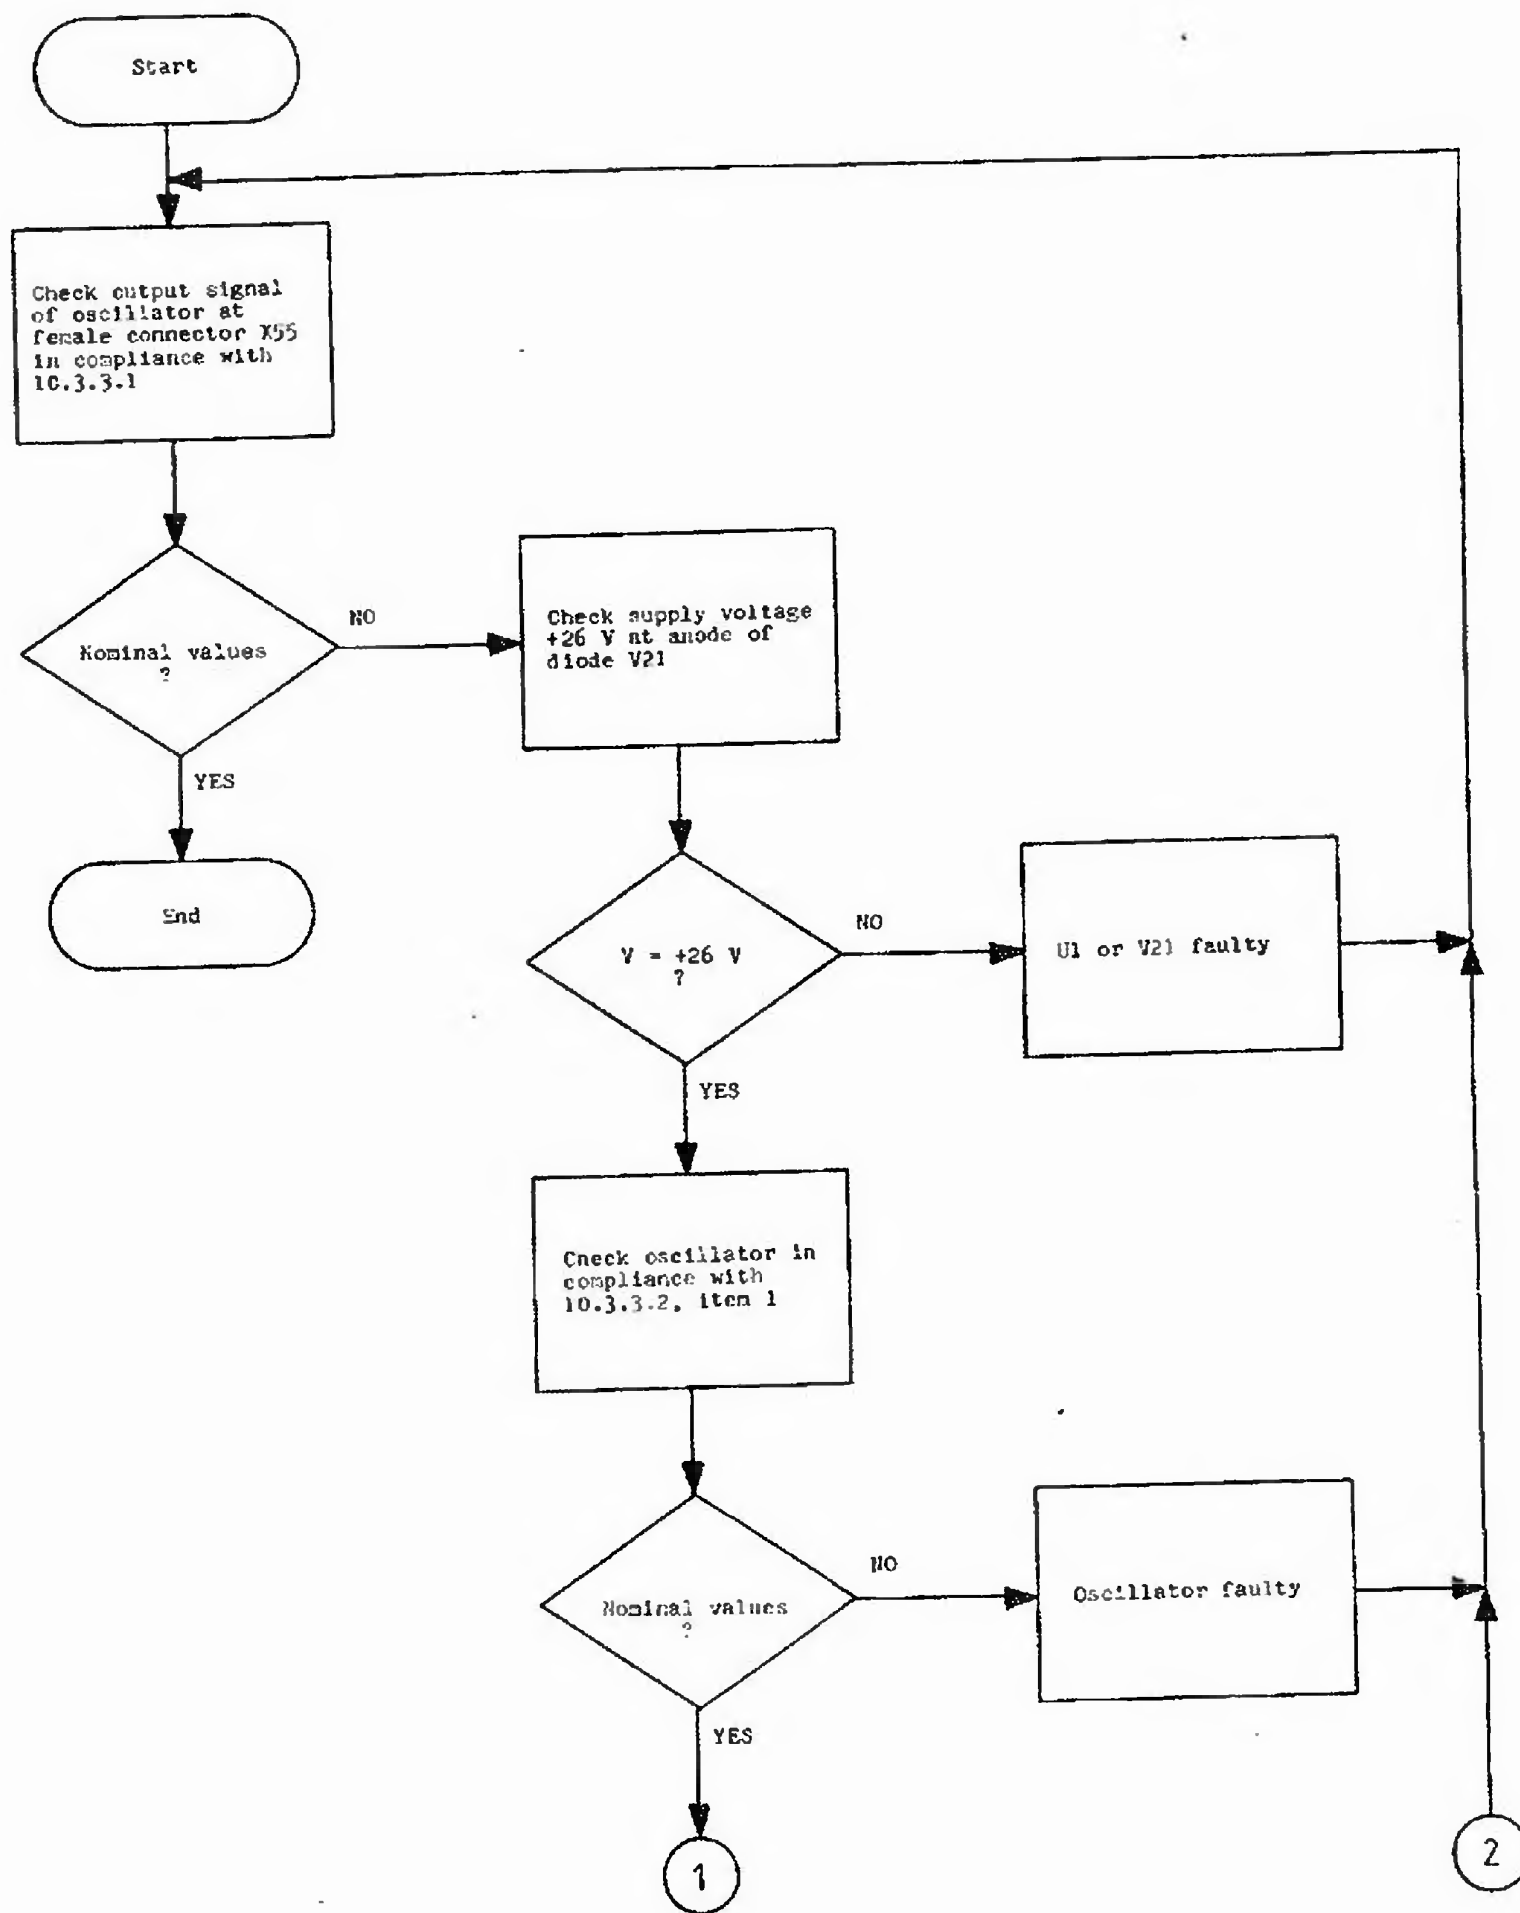 Start
Check output signal
of oscillator at
female connector X55
in compliance with
10.3.3.1
Nominal values
?
NO
YES
End
Check supply voltage
+26 V at anode of
diode V21
V = +26 V
?
NO
YES
U1 or V21 faulty
Check oscillator in
compliance with
10.3.3.2, item 1
Nominal values
?
NO
YES
Oscillator faulty
1
2